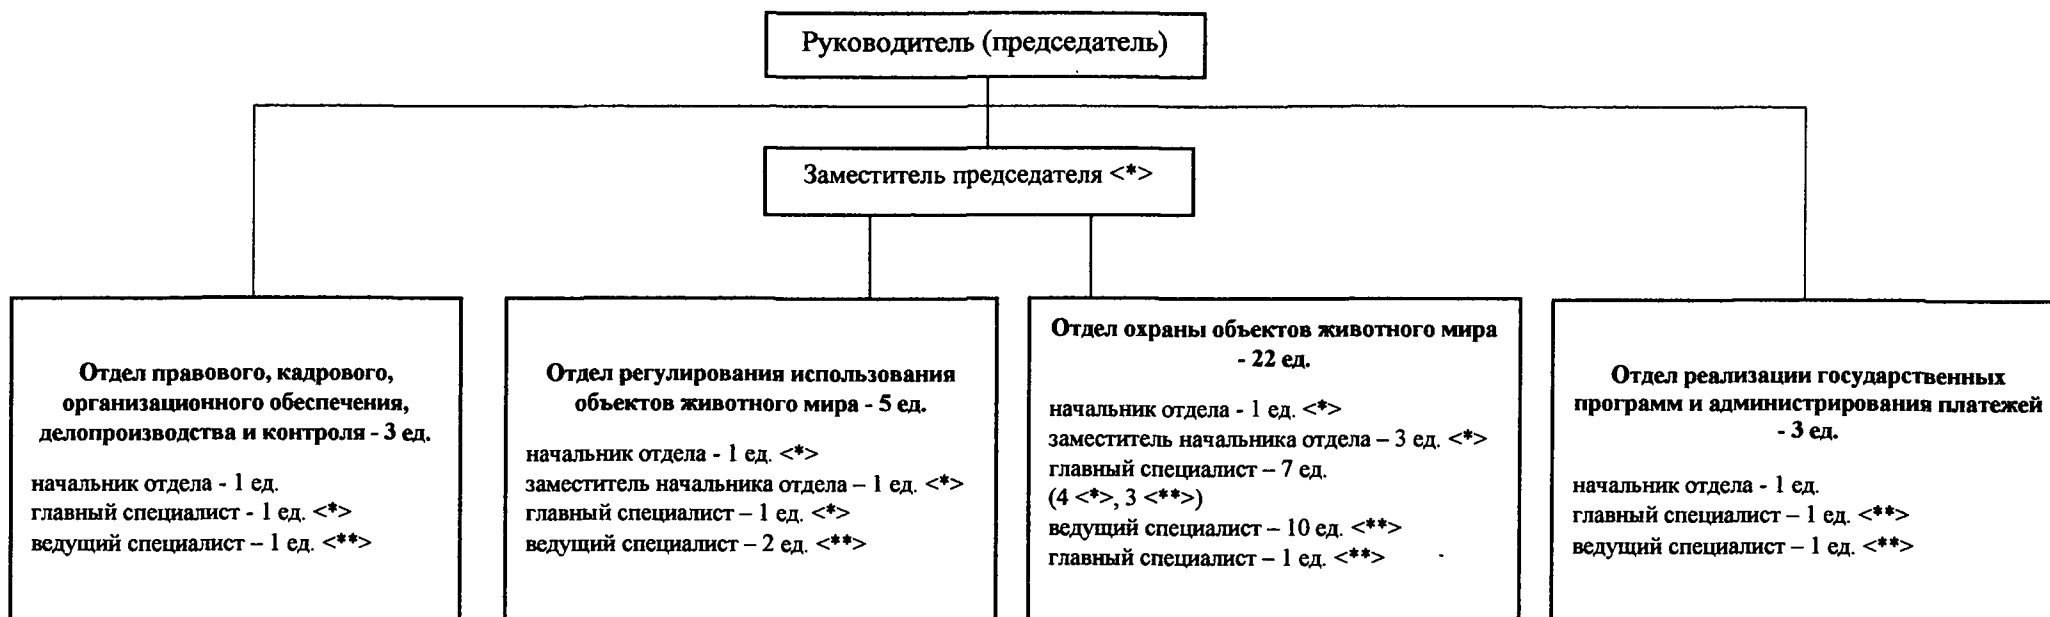 Руководитель (председатель)
Заместитель председателя <*>
Отдел правового, кадрового,
организационного обеспечения,
делопроизводства и контроля - 3 ед.
начальник отдела - 1 ед.
главный специалист - 1 ед. <*>
ведущий специалист – 1 ед. <**>
Отдел регулирования использования
объектов животного мира - 5 ед.
начальник отдела - 1 ед. <*>
заместитель начальника отдела – 1 ед. <*>
главный специалист – 1 ед. <*>
ведущий специалист – 2 ед. <**>
Отдел охраны объектов животного мира
- 22 ед.
начальник отдела - 1 ед. <*>
заместитель начальника отдела – 3 ед. <*>
главный специалист – 7 ед.
(4 <*>, 3 <**>)
ведущий специалист – 10 ед. <**>
главный специалист – 1 ед. <**>
Отдел реализации государственных
программ и администрирования платежей
- 3 ед.
начальник отдела - 1 ед.
главный специалист – 1 ед. <**>
ведущий специалист – 1 ед. <**>